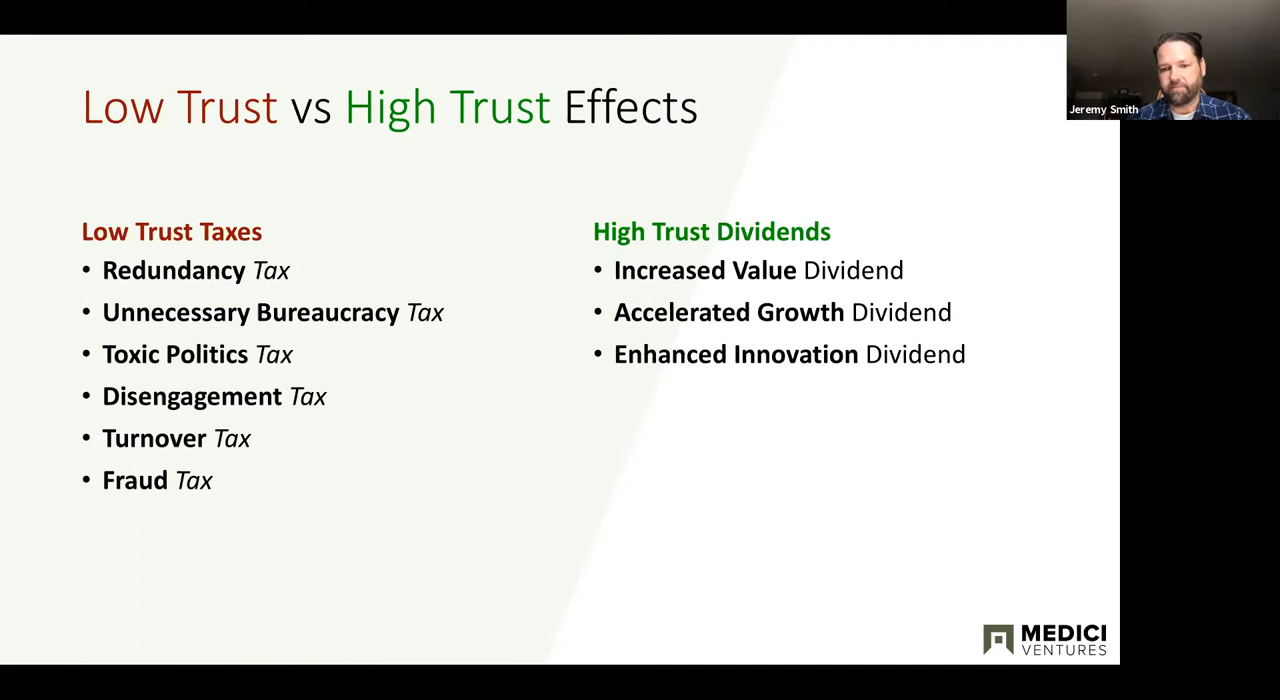 Low Trust vs High Trust Effects
Jeremy Smith
Low Trust Taxes
• Redundancy Tax
• Unnecessary Bureaucracy Tax
• Toxic Politics Tax
• Disengagement Tax
• Turnover Tax
• Fraud Tax
High Trust Dividends
• Increased Value Dividend
• Accelerated Growth Dividend
• Enhanced Innovation Dividend
MEDICI
VENTURES